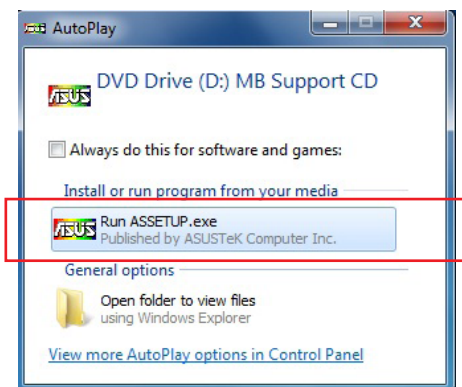 AutoPlay
DVD Drive (D:) MB Support CD
ASUS
Always do this for software and games:
Install or run program from your media
ASUS
Run ASSETUP.exe
Published by ASUSTeK Computer Inc.
General options
Open folder to view files
using Windows Explorer
View more AutoPlay options in Control Panel